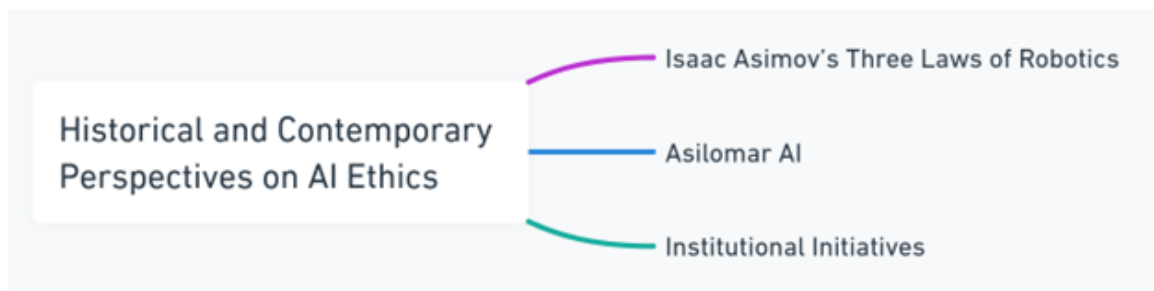 Historical and Contemporary
Perspectives on AI Ethics
Isaac Asimov’s Three Laws of Robotics
Asilomar AI
Institutional Initiatives